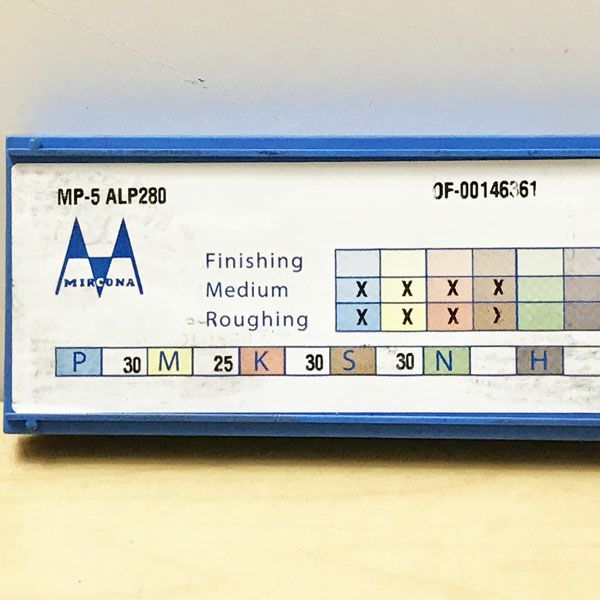 MP-5 ALP280 OF-00146361
MIRCONA
Finishing
Medium X X X X
Roughing X X X X
P 30 M 25 K 30 S 30 N H